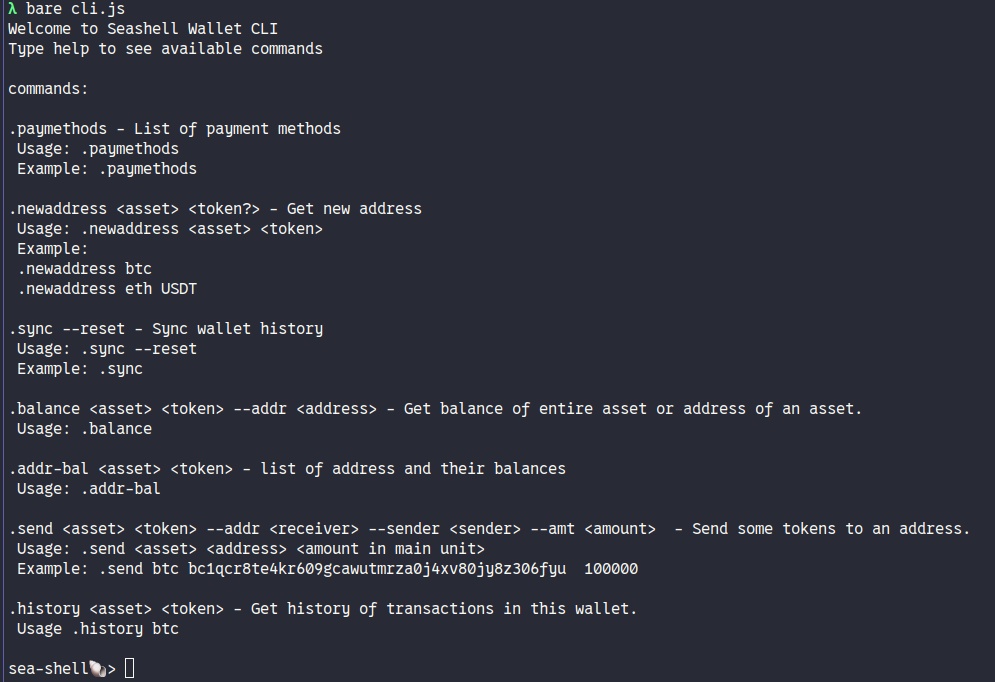 λ bare cli.js
Welcome to Seashell Wallet CLI
Type help to see available commands
commands:
.paymethods - List of payment methods
Usage: .paymethods
Example: .paymethods
.newaddress <asset> <token?> - Get new address
Usage: .newaddress <asset> <token>
Example:
.newaddress btc
.newaddress eth USDT
.sync --reset - Sync wallet history
Usage: .sync --reset
Example: .sync
.balance <asset> <token> --addr <address> - Get balance of entire asset or address of an asset.
Usage: .balance
.addr-bal <asset> <token> - list of address and their balances
Usage: .addr-bal
.send <asset> <token> --addr <receiver> --sender <sender> --amt <amount>  - Send some tokens to an address.
Usage: .send <asset> <address> <amount in main unit>
Example: .send btc bc1qcr8te4kr609gcawutmrza0j4xv80jy8z306fyu  100000
.history <asset> <token> - Get history of transactions in this wallet.
Usage .history btc
sea-shell🐚>